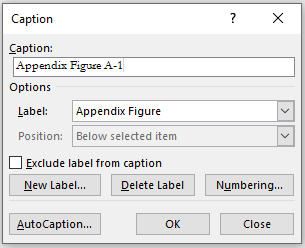 Caption
Caption:
Appendix Figure A-1
Options
Label: Appendix Figure
Position: Below selected item
Exclude label from caption
New Label... Delete Label Numbering...
AutoCaption... OK Close